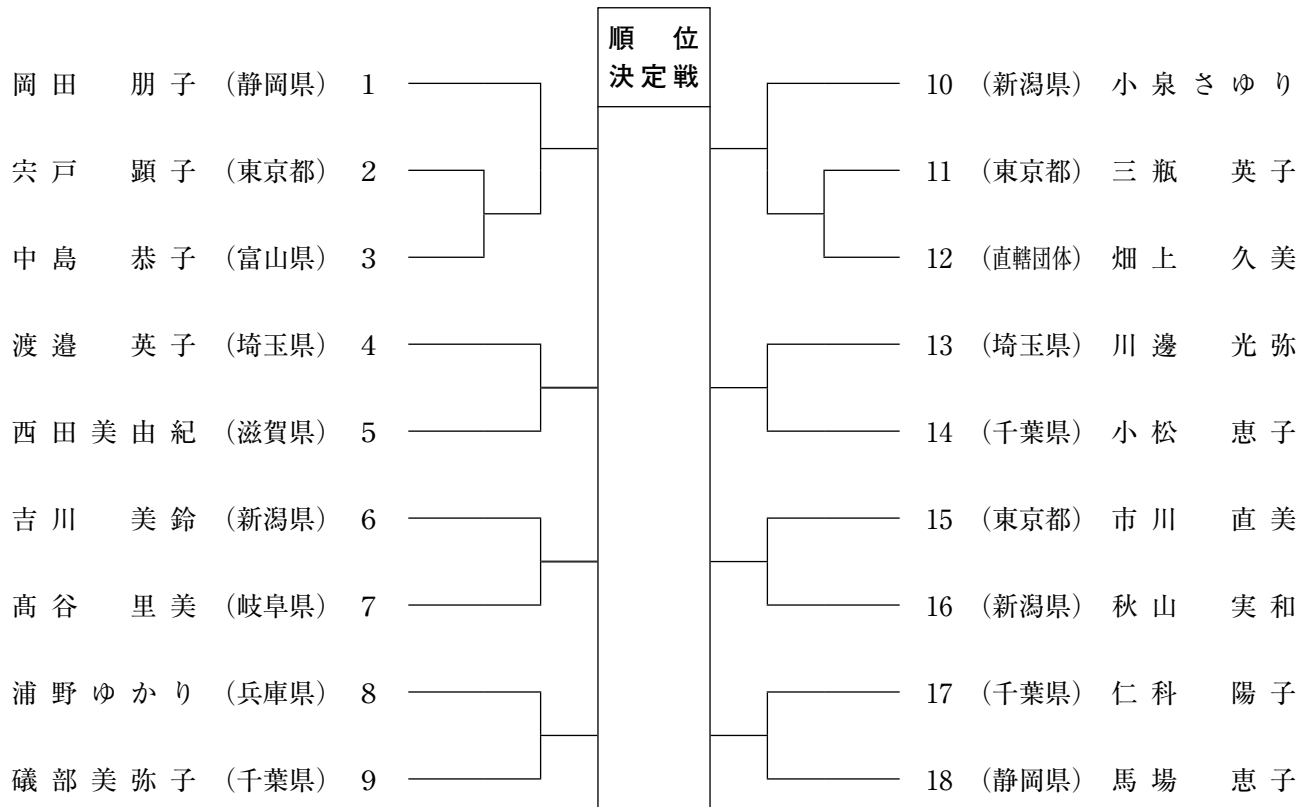 順 位
決定戦
岡田 朋子 (静岡県) 1
宍戸 顕子 (東京都) 2
中島 恭子 (富山県) 3
渡邉 英子 (埼玉県) 4
西田美由紀 (滋賀県) 5
吉川 美鈴 (新潟県) 6
髙谷 里美 (岐阜県) 7
浦野ゆかり (兵庫県) 8
礒部美弥子 (千葉県) 9
10 (新潟県) 小泉さゆり
11 (東京都) 三瓶 英子
12 (直轄団体) 畑上 久美
13 (埼玉県) 川邊 光弥
14 (千葉県) 小松 恵子
15 (東京都) 市川 直美
16 (新潟県) 秋山 実和
17 (千葉県) 仁科 陽子
18 (静岡県) 馬場 恵子